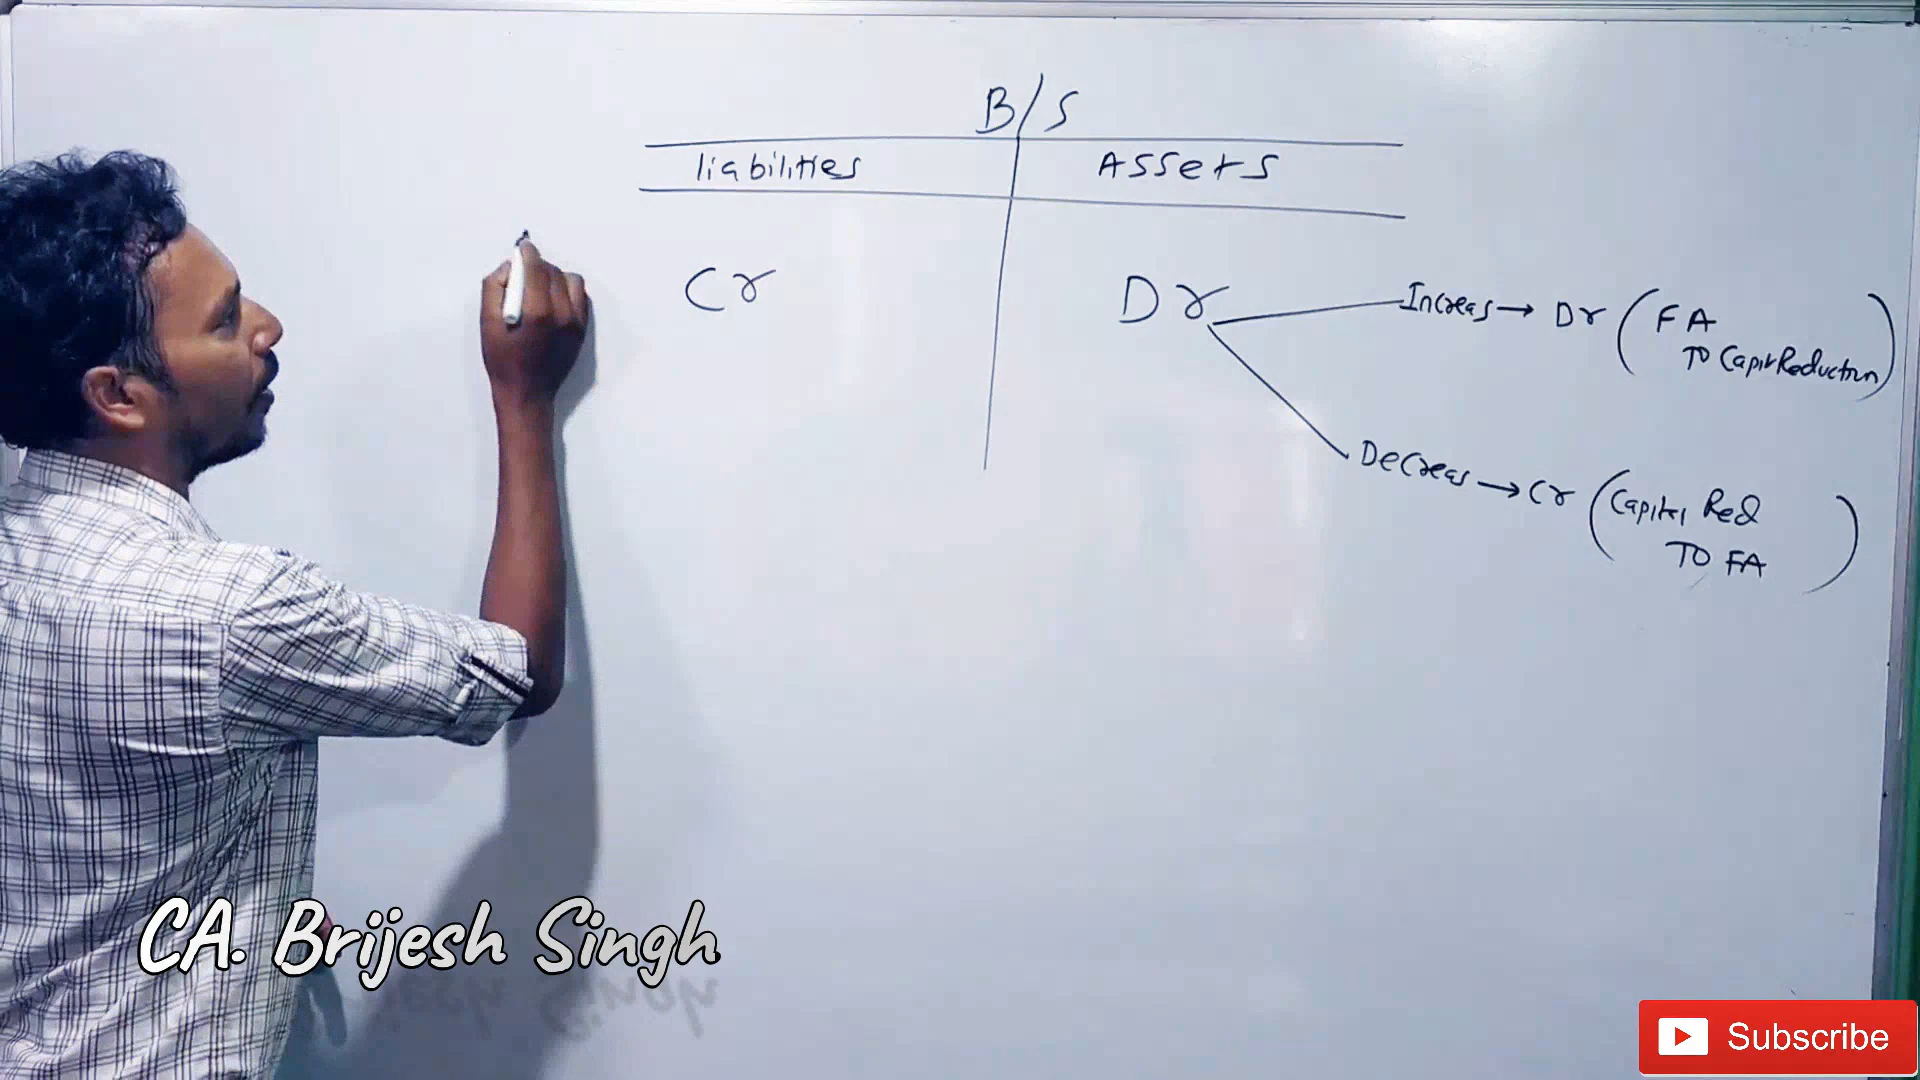 B/S
liabilities Assets
Cr Dr
Increas → Dr (FA
TO Capit Reduction)
Decreas → Cr (Capital Red
TO FA)
CA. Brijesh Singh
Subscribe